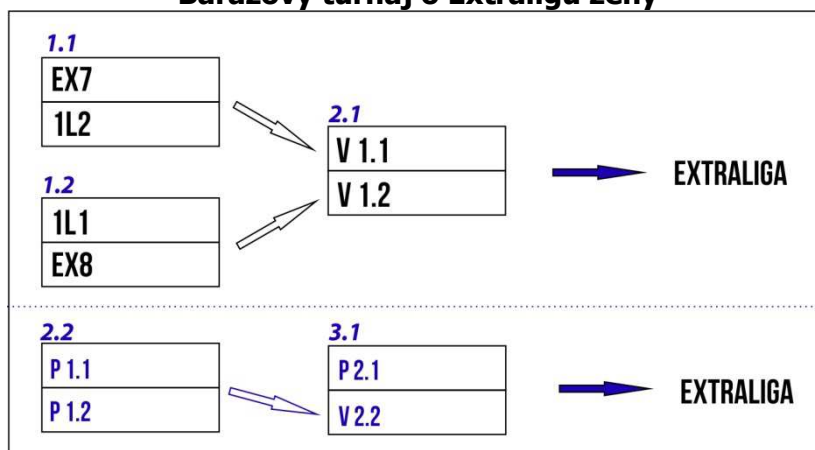 Barážový turnaj o Extraligu ženy
1.1
EX7
1L2
1.2
1L1
EX8
2.1
V 1.1
V 1.2
EXTRALIGA
2.2
P 1.1
P 1.2
3.1
P 2.1
V 2.2
EXTRALIGA